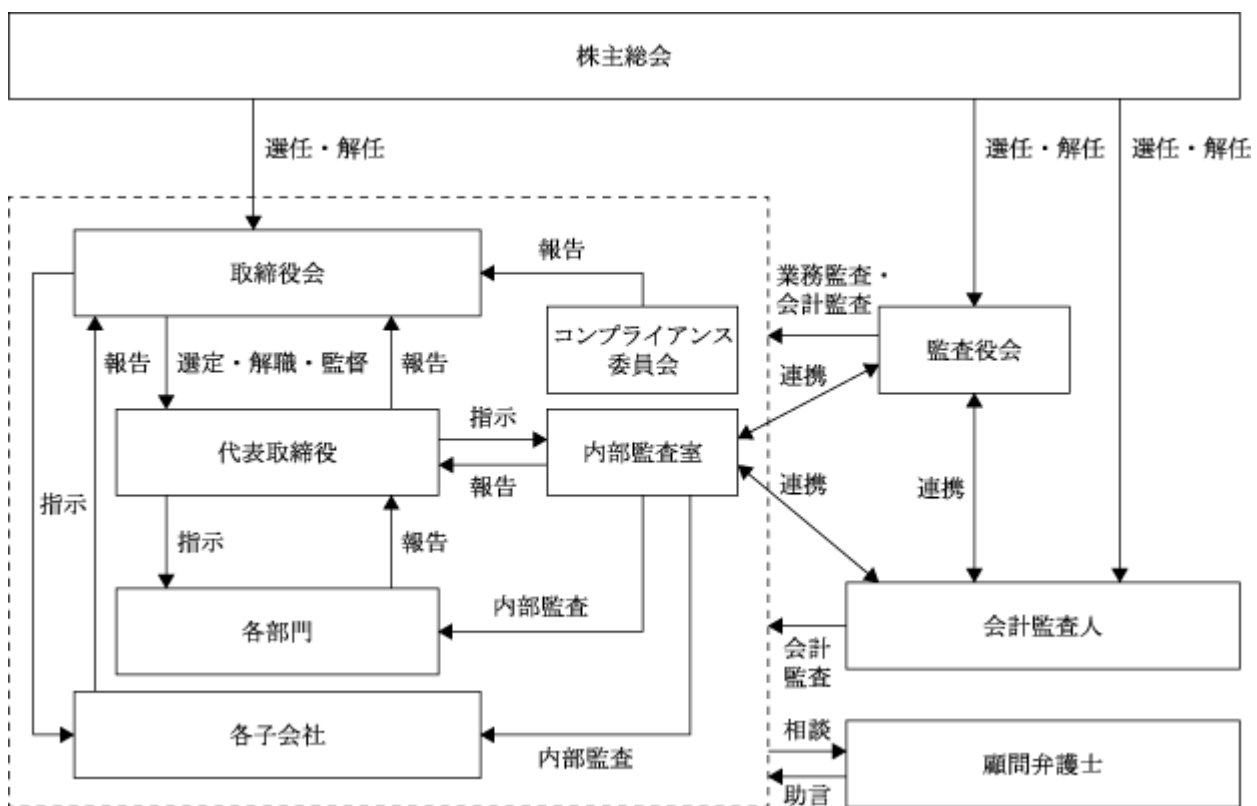 株主総会
選任・解任
選任・解任
選任・解任
取締役会
報告
業務監査・
会計監査
コンプライアンス
委員会
監査役会
報告
選定・解職・監督
報告
連携
代表取締役
指示
報告
内部監査室
連携
連携
指示
指示
報告
各部門
内部監査
会計監査人
会計
監査
各子会社
内部監査
相談
助言
顧問弁護士